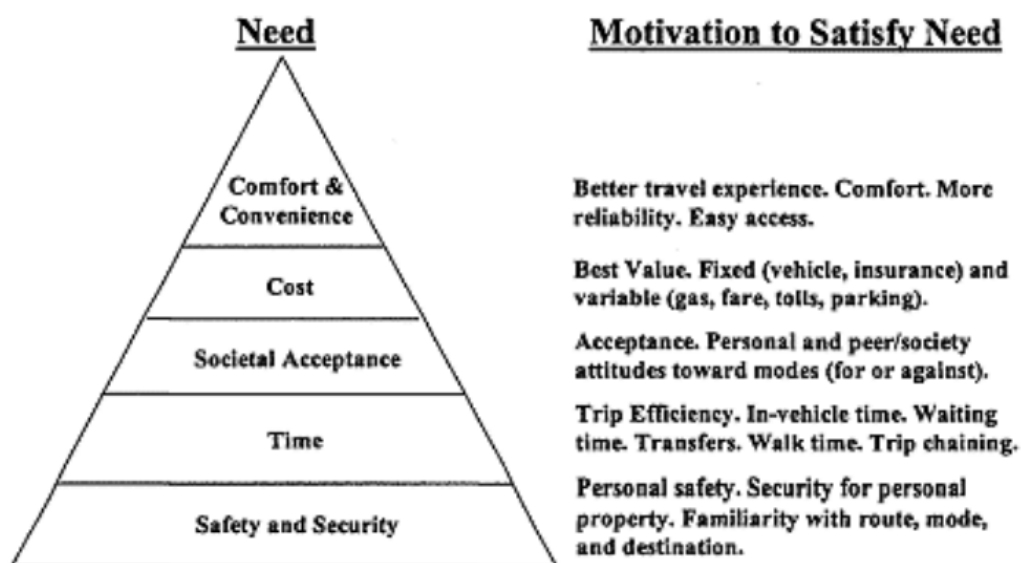 Need
Motivation to Satisfy Need
Comfort &
Convenience
Better travel experience. Comfort. More
reliability. Easy access.
Cost
Best Value. Fixed (vehicle, insurance) and
variable (gas, fare, tolls, parking).
Societal Acceptance
Acceptance. Personal and peer/society
attitudes toward modes (for or against).
Time
Trip Efficiency. In-vehicle time. Waiting
time. Transfers. Walk time. Trip chaining.
Safety and Security
Personal safety. Security for personal
property. Familiarity with route, mode,
and destination.